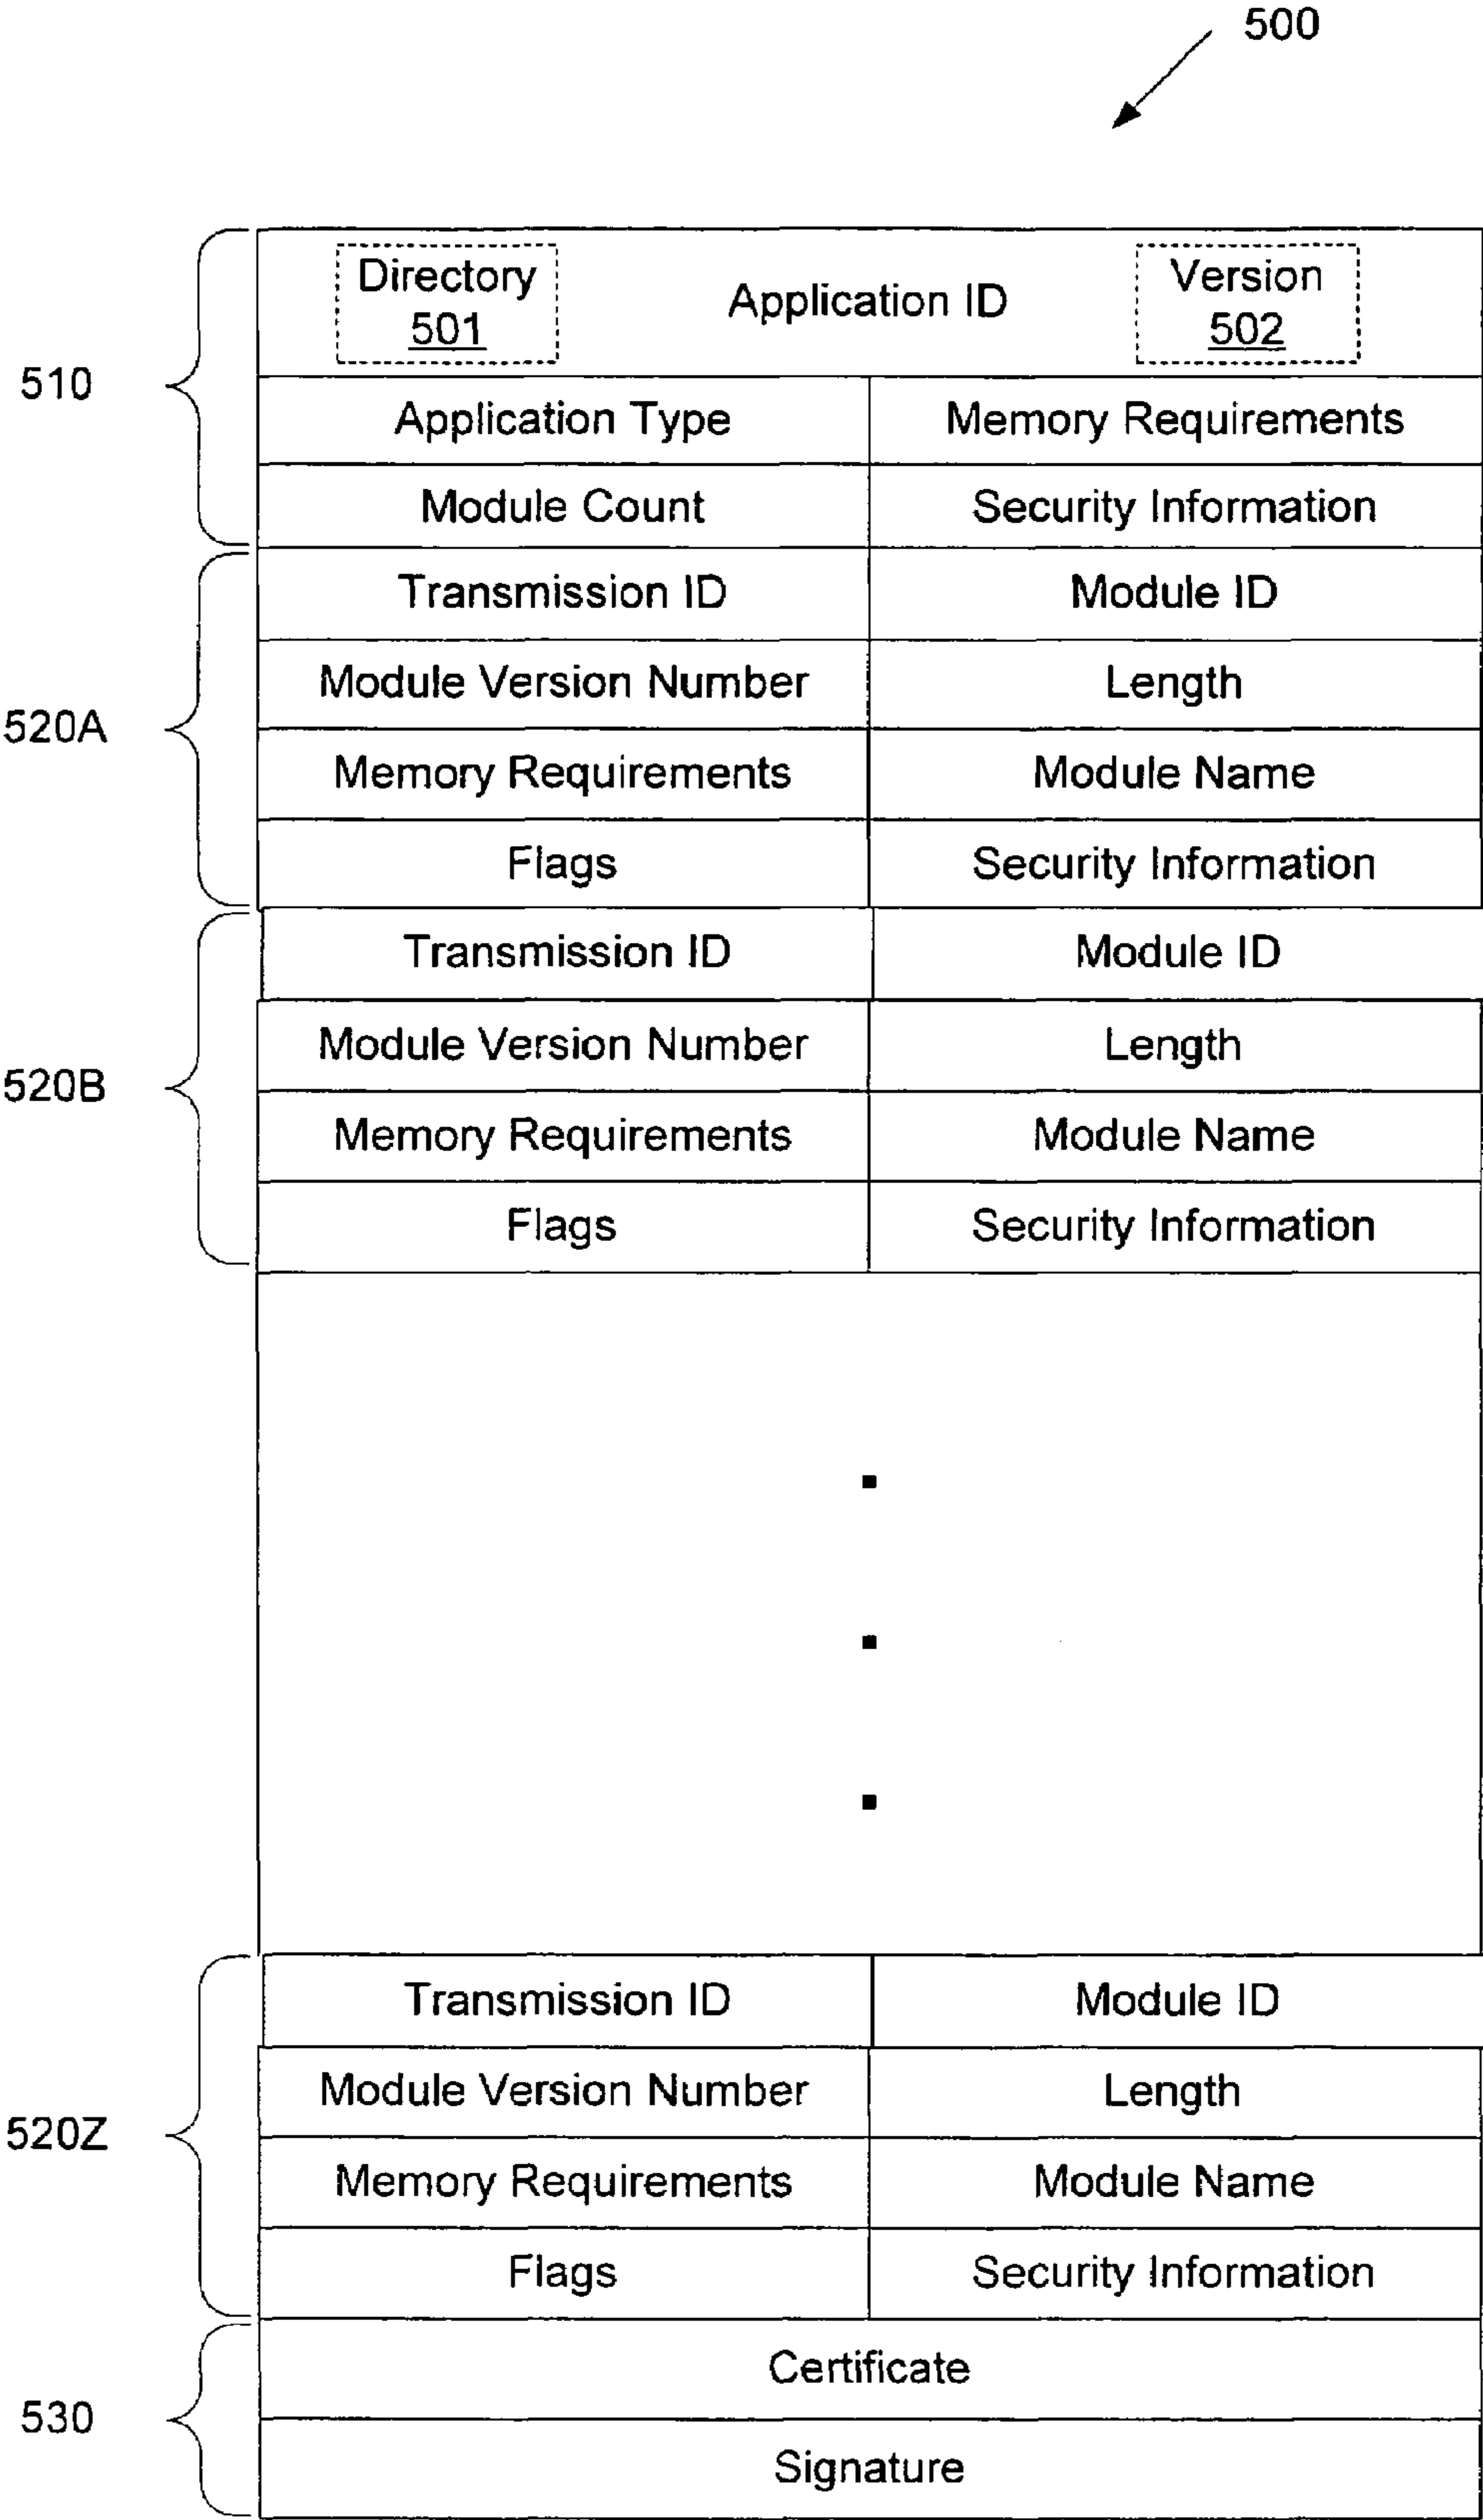 500
Directory
501
Application ID
Version
502
510
Application Type
Memory Requirements
Module Count
Security Information
520A
Transmission ID
Module ID
Module Version Number
Length
Memory Requirements
Module Name
Flags
Security Information
520B
Transmission ID
Module ID
Module Version Number
Length
Memory Requirements
Module Name
Flags
Security Information
520Z
Transmission ID
Module ID
Module Version Number
Length
Memory Requirements
Module Name
Flags
Security Information
530
Certificate
Signature